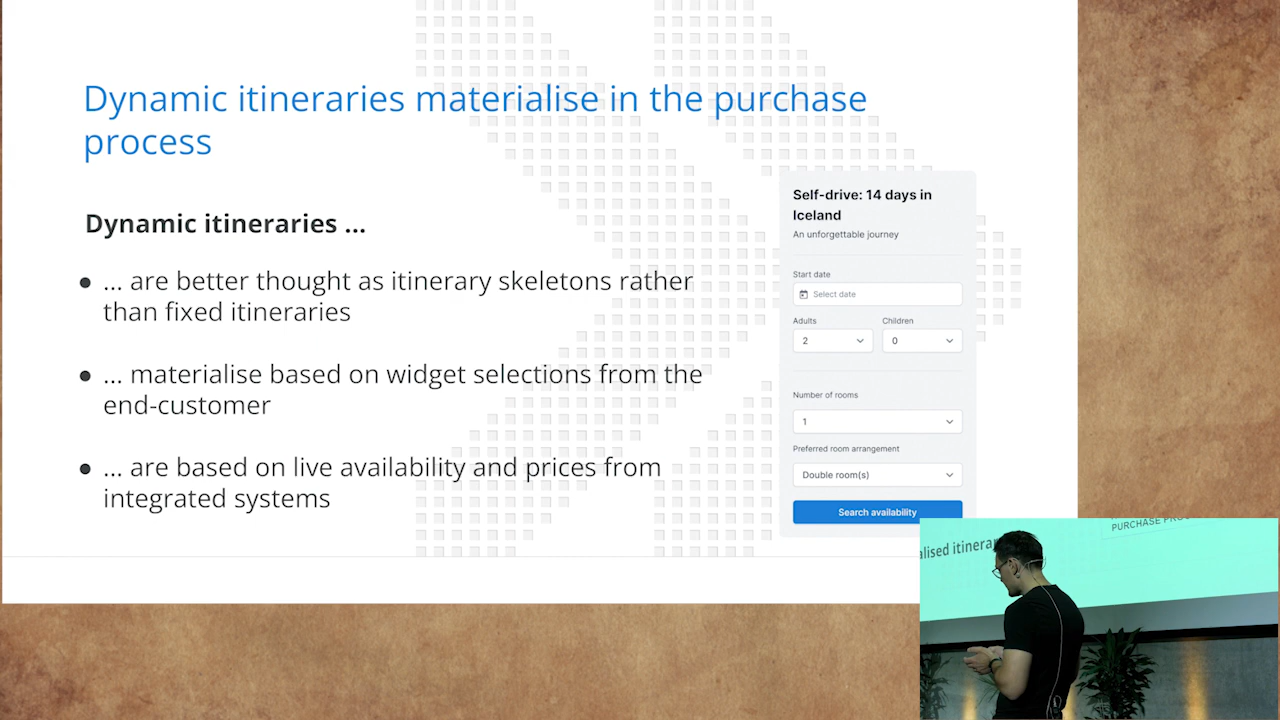 Dynamic itineraries materialise in the purchase
process
Dynamic itineraries ...
● ... are better thought as itinerary skeletons rather
than fixed itineraries
● ... materialise based on widget selections from the
end-customer
● ... are based on live availability and prices from
integrated systems
Self-drive: 14 days in
Iceland
An unforgettable journey
Start date
Select date
Adults
Children
2
0
Number of rooms
1
Preferred room arrangement
Double room(s)
Search availability
PURCHASE